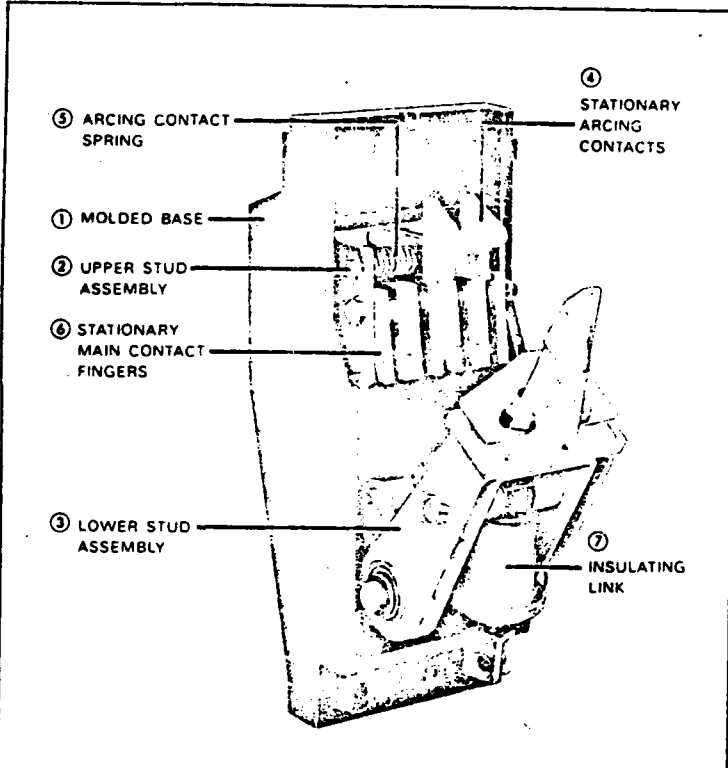 ⑤ ARCING CONTACT
SPRING
④
STATIONARY
ARCING
CONTACTS
① MOLDED BASE
② UPPER STUD
ASSEMBLY
⑥ STATIONARY
MAIN CONTACT
FINGERS
③ LOWER STUD
ASSEMBLY
⑦
INSULATING
LINK